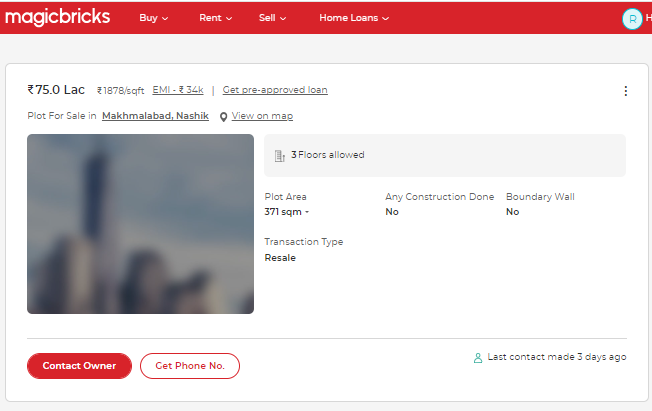 magicbricks Buy Rent Sell Home Loans R H
₹75.0 Lac ₹1878/sqft EMI - ₹ 34k | Get pre-approved loan
Plot For Sale in Makhmalabad, Nashik View on map
3 Floors allowed
Plot Area Any Construction Done Boundary Wall
371 sqm No No
Transaction Type
Resale
Contact Owner Get Phone No. Last contact made 3 days ago